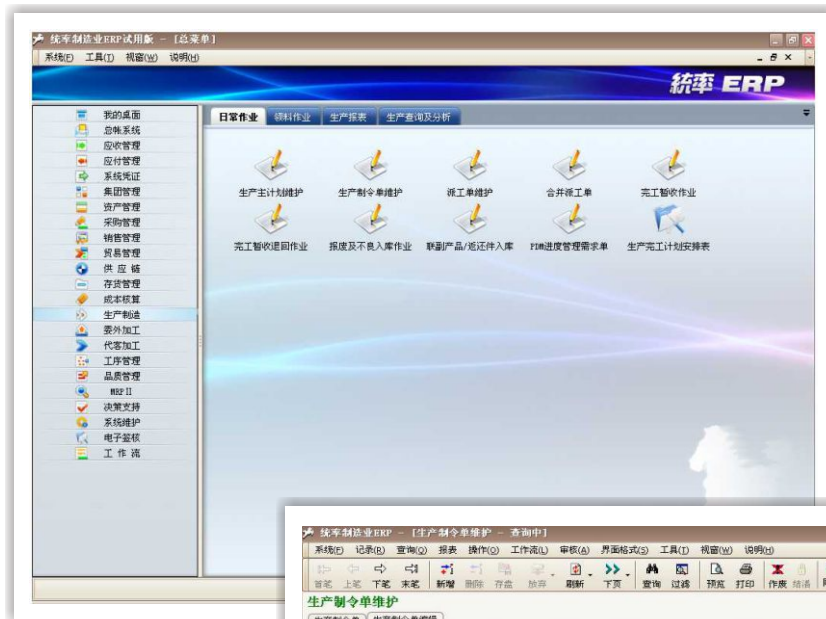 统率制造业ERP试用版 - [总菜单]
系统(F) 工具(T) 视窗(W) 说明(H)
統率 ERP
我的桌面
总帐系统
应收管理
应付管理
系统凭证
集团管理
资产管理
采购管理
销售管理
贸易管理
供应链
存货管理
成本核算
生产制造
委外加工
代客加工
工序管理
品质管理
MRPII
决策支持
系统维护
电子签核
工作流
日常作业 领料作业 生产报表 生产查询及分析
生产主计划维护 生产制令单维护 派工单维护 合并派工单 完工暂收作业
完工暂收退回作业 报废及不良入库作业 联副产品/返还件入库 PDM进度管理需求单 生产完工计划安排表
统率制造业ERP - [生产制令单维护 - 查询中]
系统(F) 记录(R) 查询(Q) 报表 操作(O) 工作流(L) 审核(A) 界面格式(S) 工具(T) 视窗(W) 说明(H)
首笔 上笔 下笔 末笔 新增 删除 存盘 放弃 刷新 下页 查询 过滤 预览 打印 作废 结清
生产制令单维护
生产制令单 生产制令单编辑